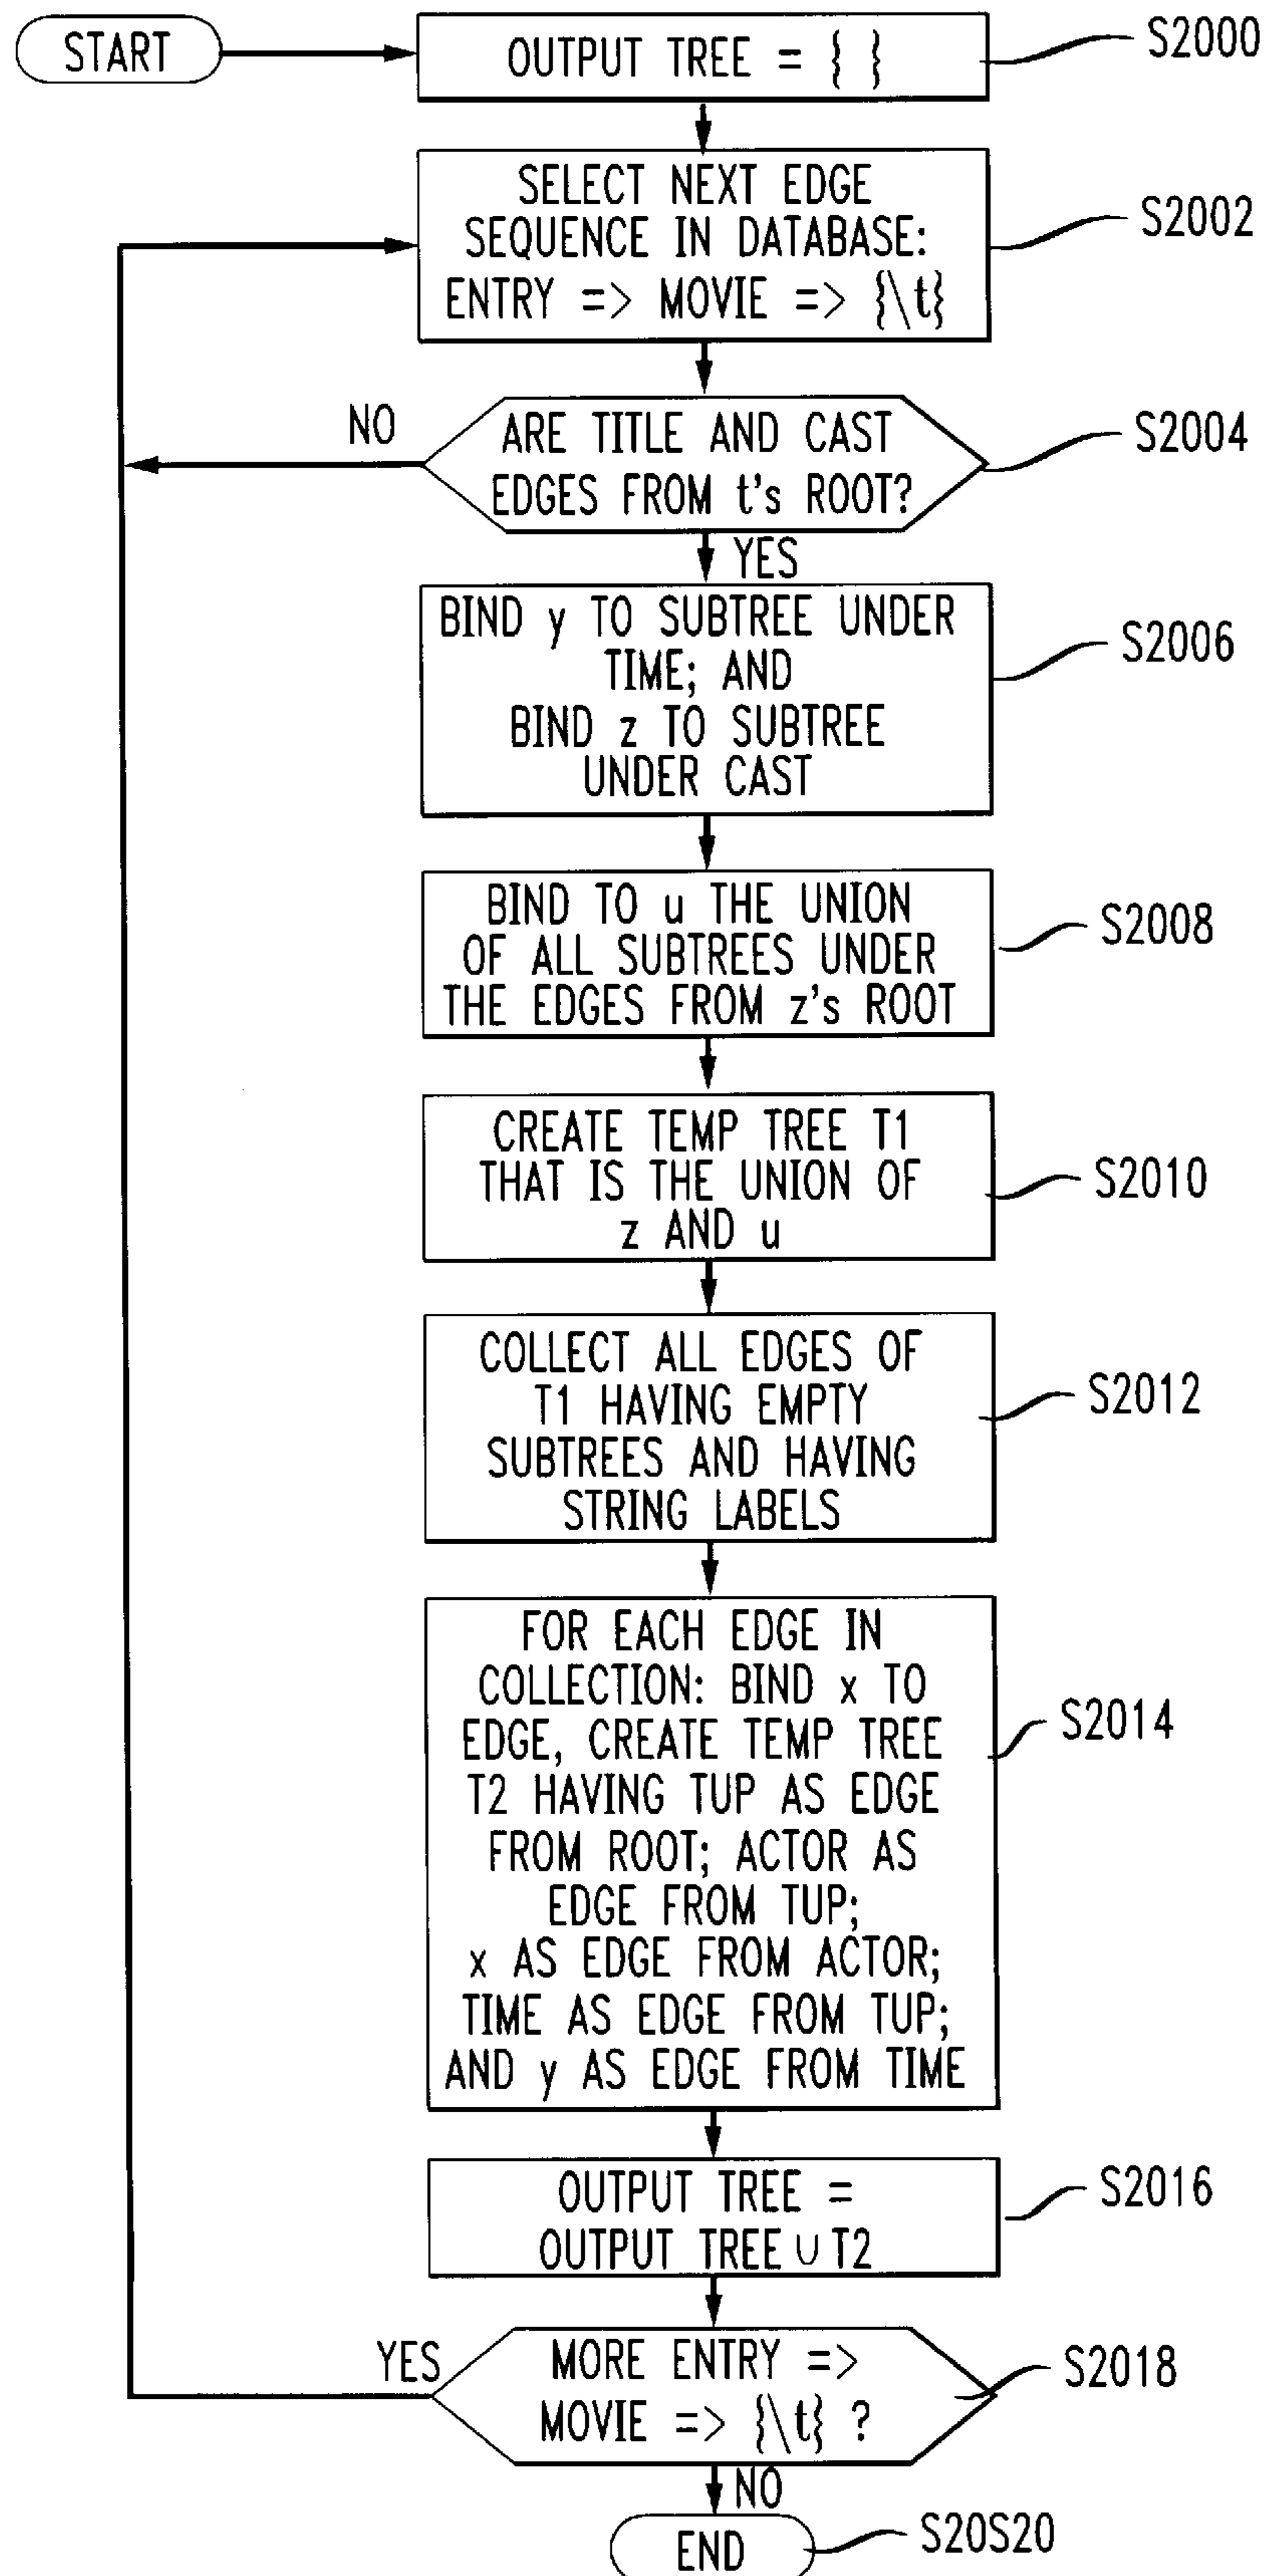 START
OUTPUT TREE = { }
S2000
SELECT NEXT EDGE
SEQUENCE IN DATABASE:
ENTRY => MOVIE => {\t}
S2002
NO
ARE TITLE AND CAST
EDGES FROM t's ROOT?
S2004
YES
BIND y TO SUBTREE UNDER
TIME; AND
BIND z TO SUBTREE
UNDER CAST
S2006
BIND TO u THE UNION
OF ALL SUBTREES UNDER
THE EDGES FROM z's ROOT
S2008
CREATE TEMP TREE T1
THAT IS THE UNION OF
z AND u
S2010
COLLECT ALL EDGES OF
T1 HAVING EMPTY
SUBTREES AND HAVING
STRING LABELS
S2012
FOR EACH EDGE IN
COLLECTION: BIND x TO
EDGE, CREATE TEMP TREE
T2 HAVING TUP AS EDGE
FROM ROOT; ACTOR AS
EDGE FROM TUP;
x AS EDGE FROM ACTOR;
TIME AS EDGE FROM TUP;
AND y AS EDGE FROM TIME
S2014
OUTPUT TREE =
OUTPUT TREE ∪ T2
S2016
YES
MORE ENTRY =>
MOVIE => {\t} ?
S2018
NO
END
S20S20